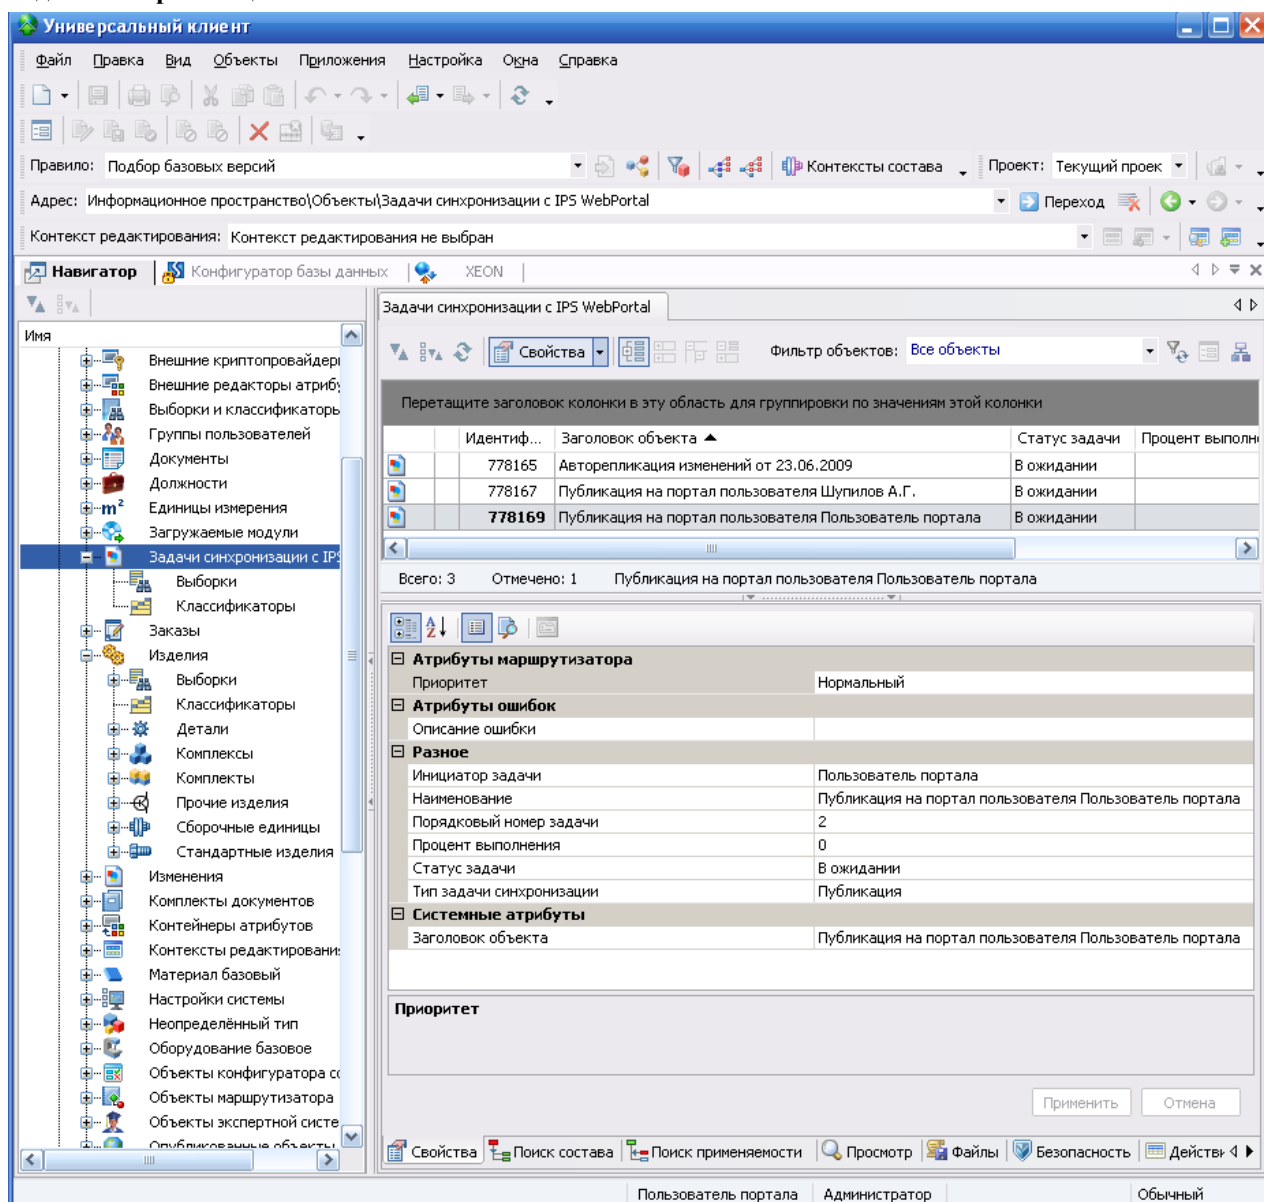 Универсальный клиент
Файл Правка Вид Объекты Приложения Настройка Окна Справка
Правило: Подбор базовых версий Контексты состава Проект: Текущий проек
Адрес: Информационное пространство\Объекты\Задачи синхронизации с IPS WebPortal Переход
Контекст редактирования: Контекст редактирования не выбран
Навигатор Конфигуратор базы данных XEON
Имя
Внешние криптопровайдер
Внешние редакторы атриб
Выборки и классификаторы
Группы пользователей
Документы
Должности
Единицы измерения
Загружаемые модули
Задачи синхронизации с IPS
Выборки
Классификаторы
Заказы
Изделия
Выборки
Классификаторы
Детали
Комплексы
Комплекты
Прочие изделия
Сборочные единицы
Стандартные изделия
Изменения
Комплекты документов
Контейнеры атрибутов
Контексты редактирования
Материал базовый
Настройки системы
Неопределённый тип
Оборудование базовое
Объекты конфигуратора со
Объекты маршрутизатора
Объекты экспертной систе
Опубликованные объекты
Задачи синхронизации с IPS WebPortal
Свойства Фильтр объектов: Все объекты
Перетащите заголовок колонки в эту область для группировки по значениям этой колонки
Идентиф... Заголовок объекта Статус задачи Процент выполн
778165 Авторепликация изменений от 23.06.2009 В ожидании
778167 Публикация на портал пользователя Шупилов А.Г. В ожидании
778169 Публикация на портал пользователя Пользователь портала В ожидании
Всего: 3 Отмечено: 1 Публикация на портал пользователя Пользователь портала
Атрибуты маршрутизатора
Приоритет Нормальный
Атрибуты ошибок
Описание ошибки
Разное
Инициатор задачи Пользователь портала
Наименование Публикация на портал пользователя Пользователь портала
Порядковый номер задачи 2
Процент выполнения 0
Статус задачи В ожидании
Тип задачи синхронизации Публикация
Системные атрибуты
Заголовок объекта Публикация на портал пользователя Пользователь портала
Приоритет
Применить Отмена
Свойства Поиск состава Поиск применяемости Просмотр Файлы Безопасность Действи
Пользователь портала Администратор Обычный